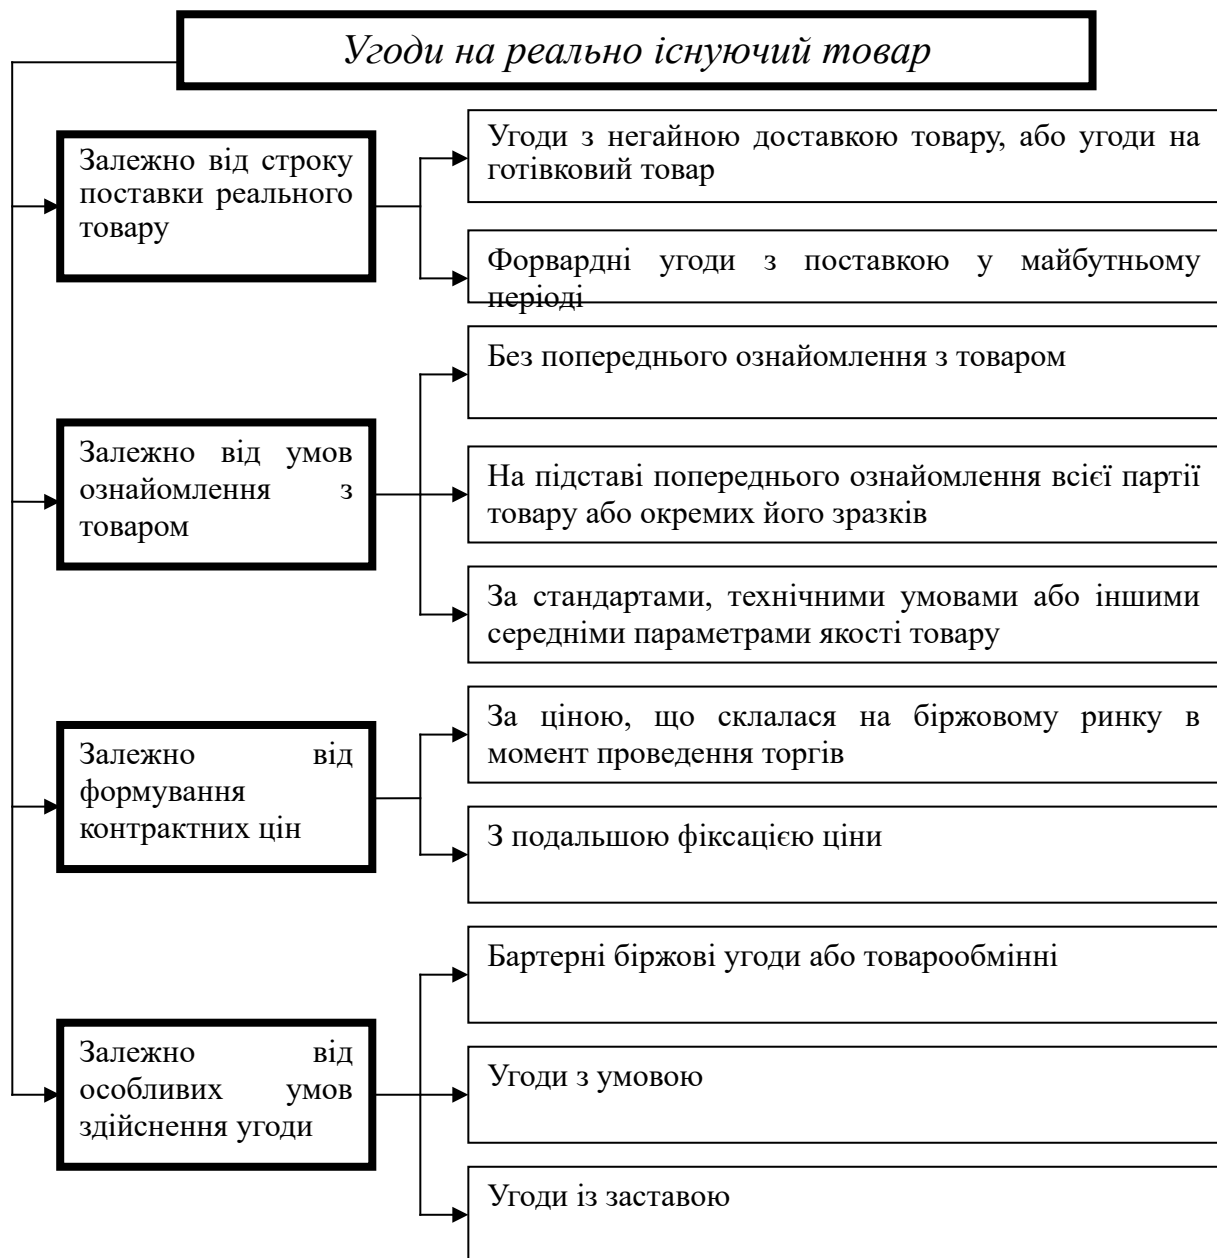 Угоди на реально існуючий товар
Залежно від строку
поставки реального
товару
Угоди з негайною доставкою товару, або угоди на
готівковий товар
Форвардні угоди з поставкою у майбутньому
періоді
Залежно від умов
ознайомлення з
товаром
Без попереднього ознайомлення з товаром
На підставі попереднього ознайомлення всієї партії
товару або окремих його зразків
За стандартами, технічними умовами або іншими
середніми параметрами якості товару
Залежно від
формування
контрактних цін
За ціною, що склалася на біржовому ринку в
момент проведення торгів
З подальшою фіксацією ціни
Залежно від
особливих умов
здійснення угоди
Бартерні біржові угоди або товарообмінні
Угоди з умовою
Угоди із заставою